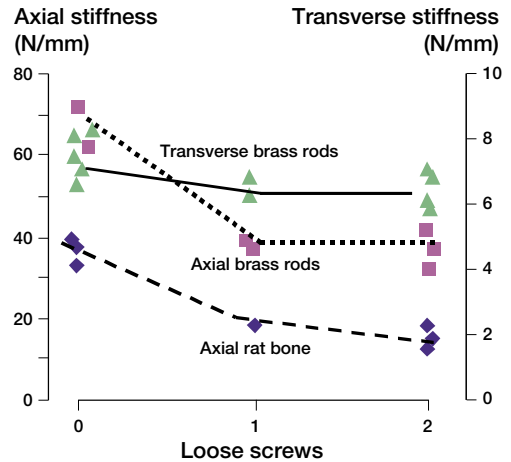 Axial stiffness
(N/mm)
Transverse stiffness
(N/mm)
80
60
40
20
0
10
8
6
4
2
0
Transverse brass rods
Axial brass rods
Axial rat bone
0
1
2
Loose screws